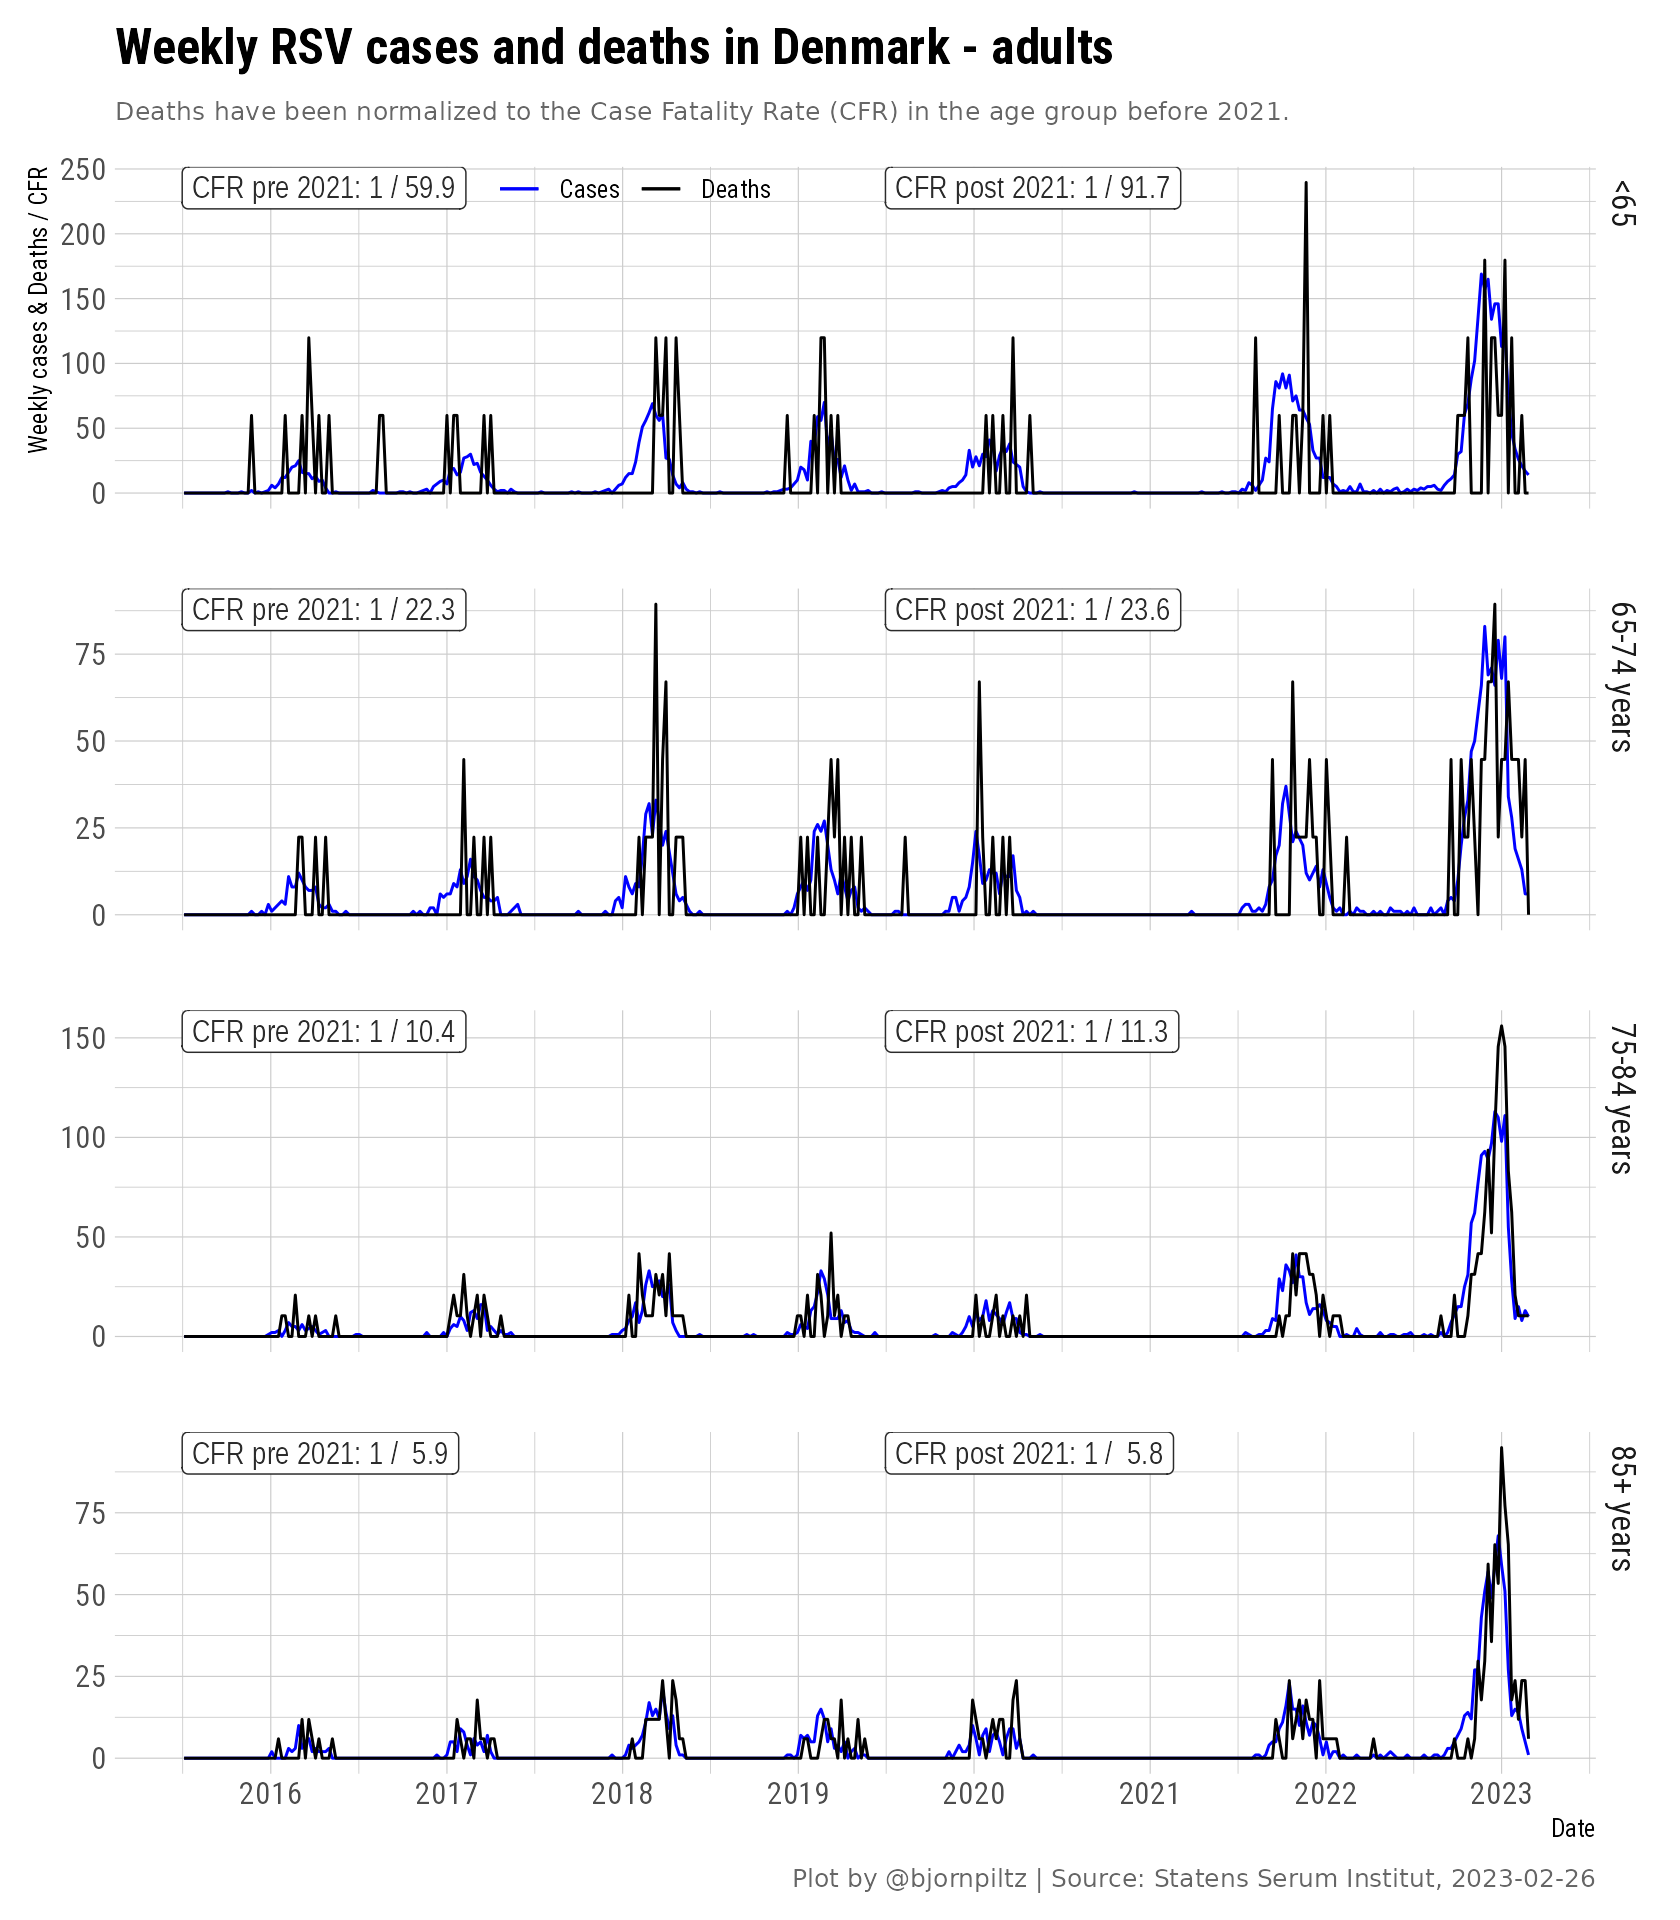 Weekly RSV cases and deaths in Denmark - adults
Deaths have been normalized to the Case Fatality Rate (CFR) in the age group before 2021.
Weekly cases & Deaths / CFR
CFR pre 2021: 1 / 59.9
Cases
Deaths
CFR post 2021: 1 / 91.7
<65
250
200
150
100
50
0
CFR pre 2021: 1 / 22.3
CFR post 2021: 1 / 23.6
65-74 years
75
50
25
0
CFR pre 2021: 1 / 10.4
CFR post 2021: 1 / 11.3
75-84 years
150
100
50
0
CFR pre 2021: 1 /  5.9
CFR post 2021: 1 /  5.8
85+ years
75
50
25
0
2016 2017 2018 2019 2020 2021 2022 2023
Date
Plot by @bjornpiltz | Source: Statens Serum Institut, 2023-02-26